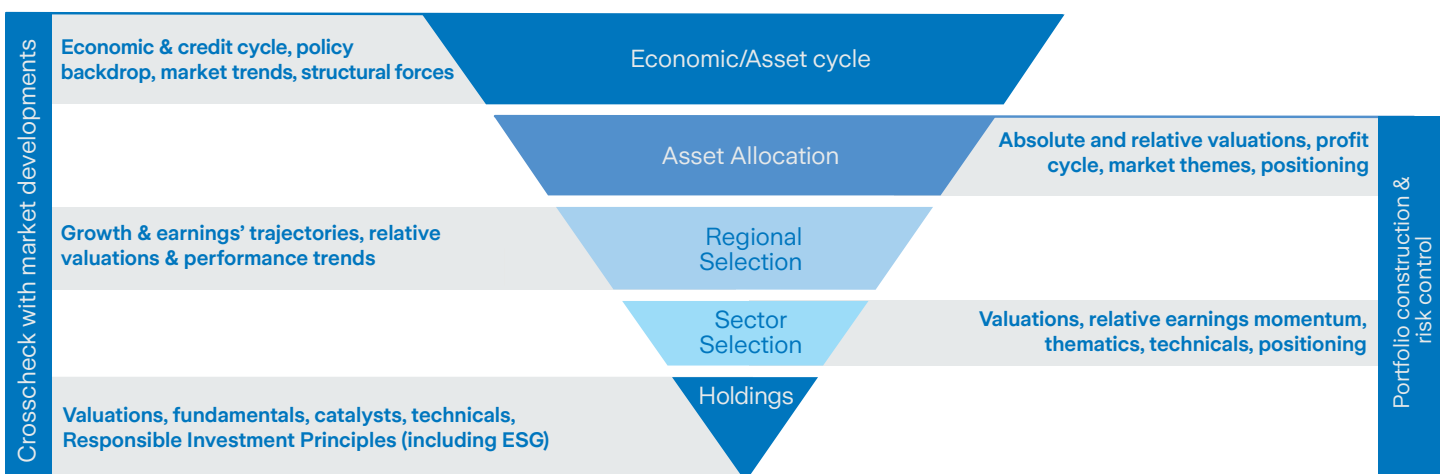 Crosscheck with market developments
Economic & credit cycle, policy
backdrop, market trends, structural forces
Economic/Asset cycle
Asset Allocation
Absolute and relative valuations, profit
cycle, market themes, positioning
Growth & earnings’ trajectories, relative
valuations & performance trends
Regional
Selection
Sector
Selection
Valuations, relative earnings momentum,
thematics, technicals, positioning
Holdings
Valuations, fundamentals, catalysts, technicals,
Responsible Investment Principles (including ESG)
Portfolio construction &
risk control